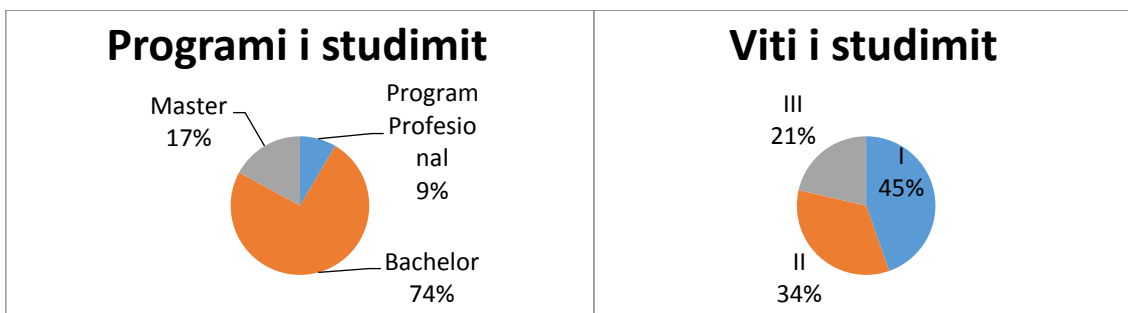 Programi i studimit
Master
17%
Program
Profesio
nal
9%
Bachelor
74%
Viti i studimit
III
21%
I
45%
II
34%